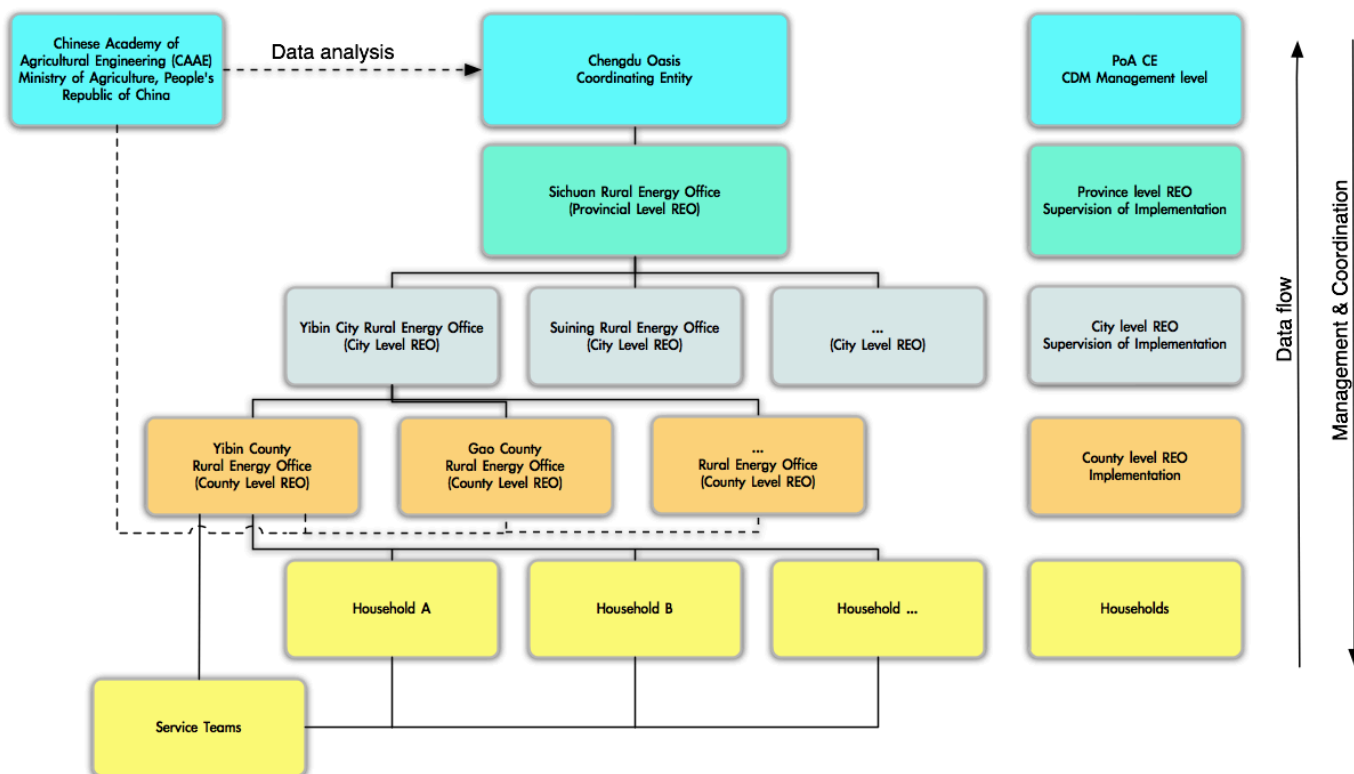 Chinese Academy of
Agricultural Engineering (CAAE)
Ministry of Agriculture, People's
Republic of China
Data analysis
Chengdu Oasis
Coordinating Entity
PoA CE
CDM Management level
Sichuan Rural Energy Office
(Provincial Level REO)
Province level REO
Supervision of Implementation
Yibin City Rural Energy Office
(City Level REO)
Suining Rural Energy Office
(City Level REO)
...
(City Level REO)
City level REO
Supervision of Implementation
Yibin County
Rural Energy Office
(County Level REO)
Gao County
Rural Energy Office
(County Level REO)
...
Rural Energy Office
(County Level REO)
County level REO
Implementation
Household A
Household B
Household ...
Households
Service Teams
Data flow
Management & Coordination